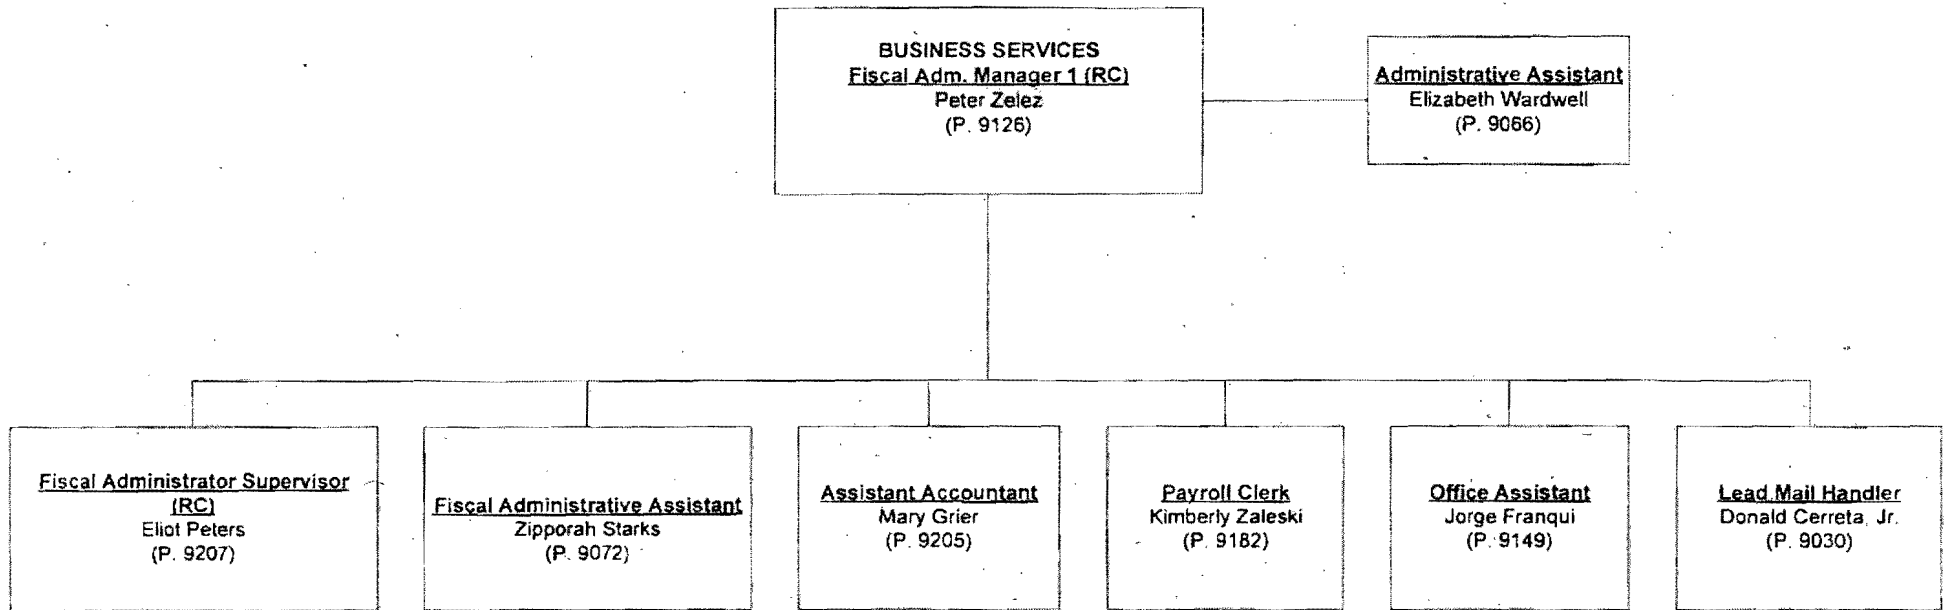 BUSINESS SERVICES
Fiscal Adm. Manager 1 (RC)
Peter Zelez
(P. 9126)
Administrative Assistant
Elizabeth Wardwell
(P. 9066)
Fiscal Administrator Supervisor
(RC)
Eliot Peters
(P. 9207)
Fiscal Administrative Assistant
Zipporah Starks
(P. 9072)
Assistant Accountant
Mary Grier
(P. 9205)
Payroll Clerk
Kimberly Zaleski
(P. 9182)
Office Assistant
Jorge Franqui
(P. 9149)
Lead Mail Handler
Donald Cerreta, Jr.
(P. 9030)